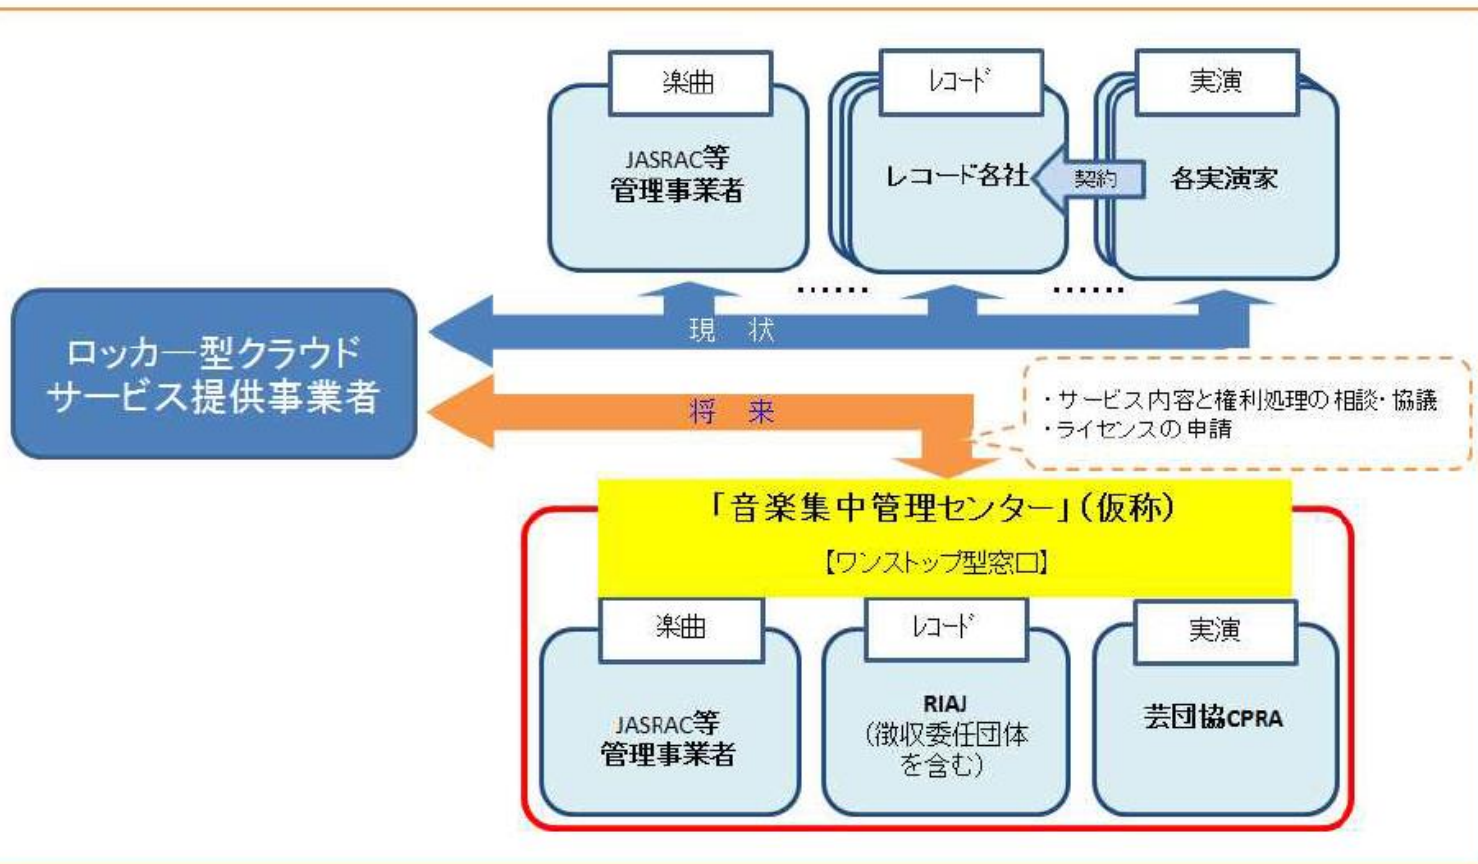 楽曲
レコード
実演
JASRAC等
管理事業者
レコード各社
契約
各実演家
……
……
現 状
ロッカー型クラウド
サービス提供事業者
将 来
・サービス内容と権利処理の相談・協議
・ライセンスの申請
「音楽集中管理センター」(仮称)
【ワンストップ型窓口】
楽曲
レコード
実演
JASRAC等
管理事業者
RIAJ
(徴収委任団体
を含む)
芸団協CPRA